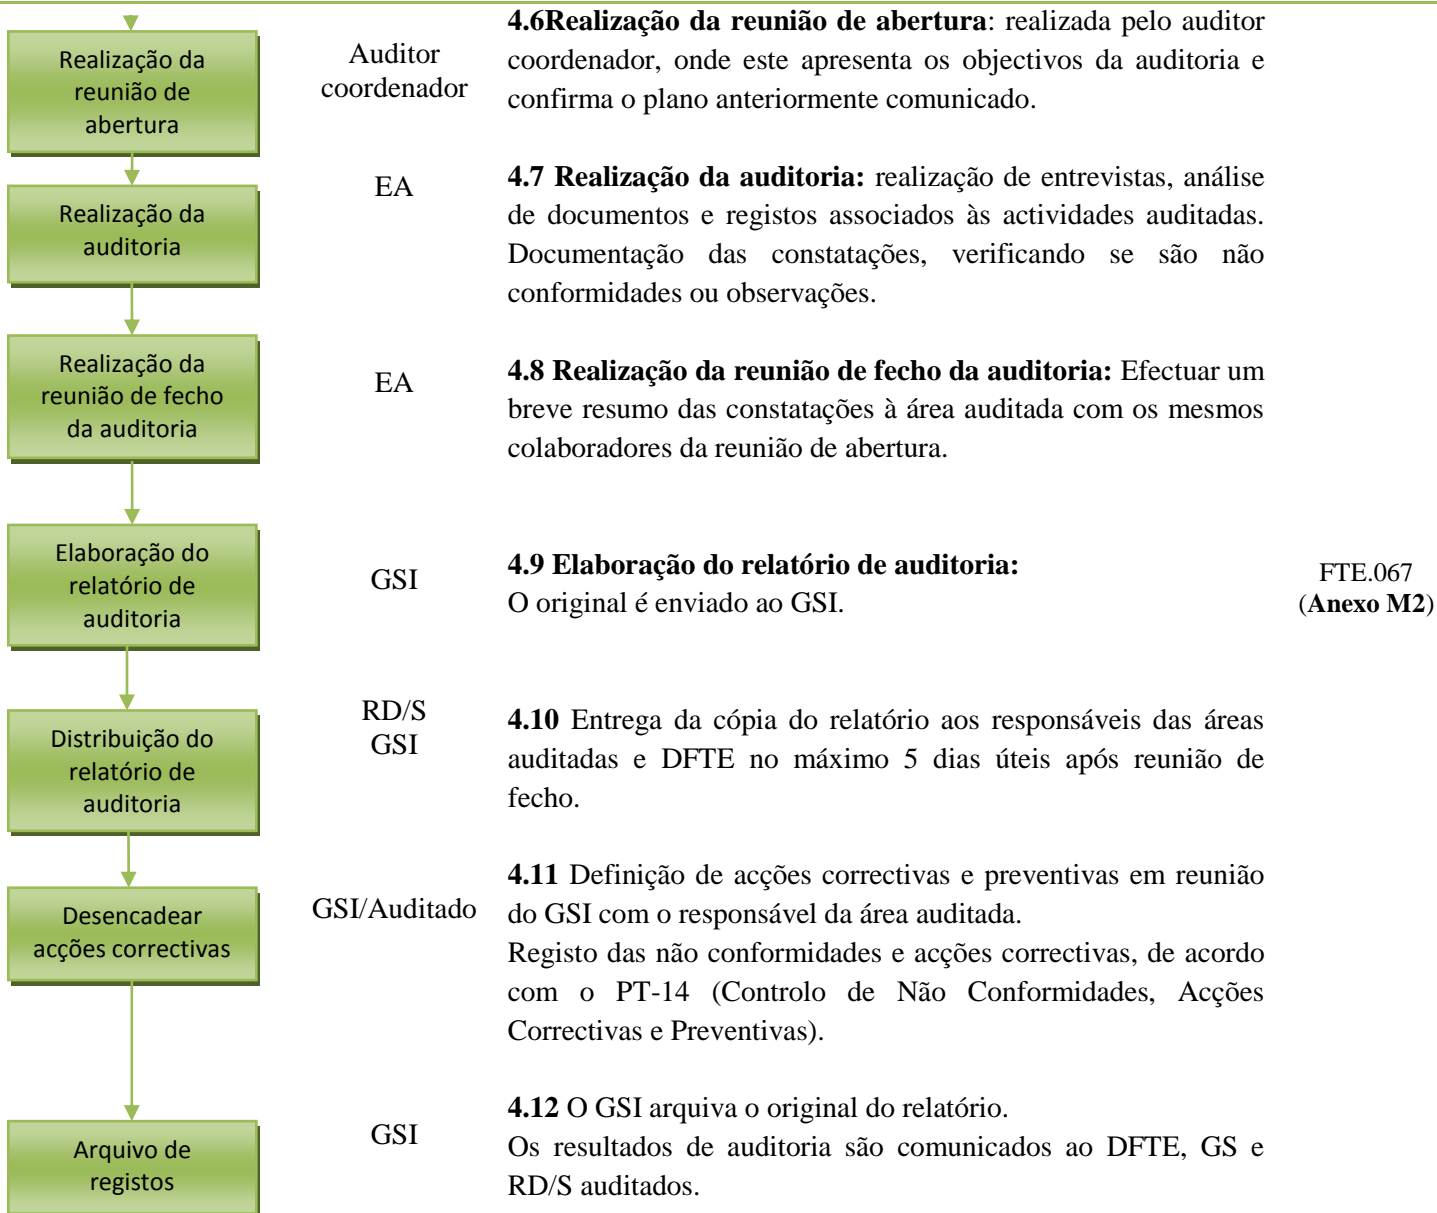 Realização da
reunião de
abertura
Auditor
coordenador
4.6Realização da reunião de abertura: realizada pelo auditor
coordenador, onde este apresenta os objectivos da auditoria e
confirma o plano anteriormente comunicado.
Realização da
auditoria
EA
4.7 Realização da auditoria: realização de entrevistas, análise
de documentos e registos associados às actividades auditadas.
Documentação das constatações, verificando se são não
conformidades ou observações.
Realização da
reunião de fecho
da auditoria
EA
4.8 Realização da reunião de fecho da auditoria: Efectuar um
breve resumo das constatações à área auditada com os mesmos
colaboradores da reunião de abertura.
Elaboração do
relatório de
auditoria
GSI
4.9 Elaboração do relatório de auditoria:
O original é enviado ao GSI.
FTE.067
(Anexo M2)
Distribuição do
relatório de
auditoria
RD/S
GSI
4.10 Entrega da cópia do relatório aos responsáveis das áreas
auditadas e DFTE no máximo 5 dias úteis após reunião de
fecho.
Desencadear
acções correctivas
GSI/Auditado
4.11 Definição de acções correctivas e preventivas em reunião
do GSI com o responsável da área auditada.
Registo das não conformidades e acções correctivas, de acordo
com o PT-14 (Controlo de Não Conformidades, Acções
Correctivas e Preventivas).
Arquivo de
registos
GSI
4.12 O GSI arquiva o original do relatório.
Os resultados de auditoria são comunicados ao DFTE, GS e
RD/S auditados.